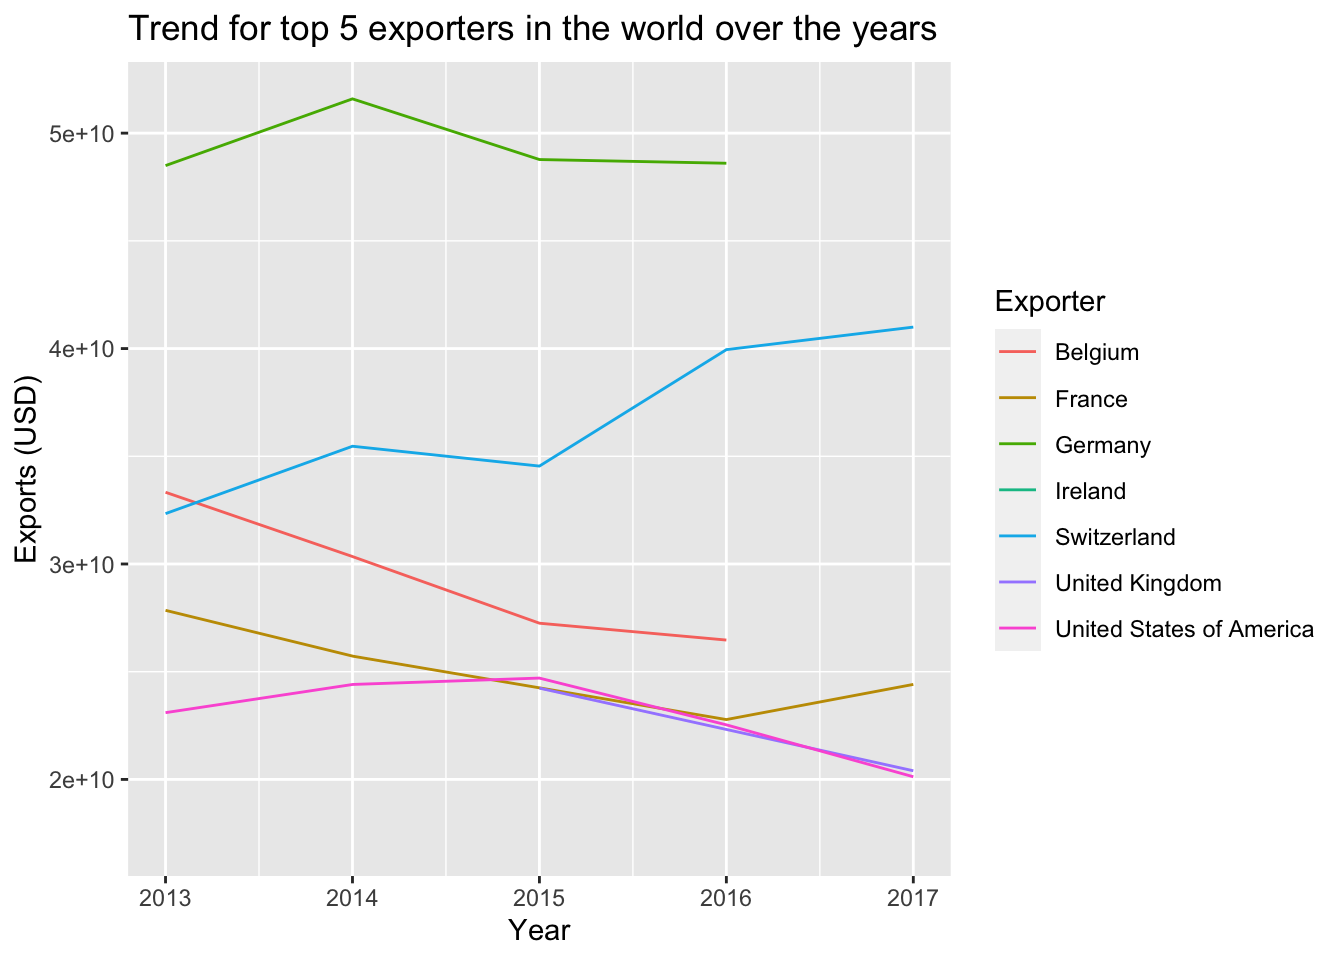 Trend for top 5 exporters in the world over the years
5e+10
4e+10
3e+10
2e+10
Exports (USD)
2013 2014 2015 2016 2017
Year
Exporter
Belgium
France
Germany
Ireland
Switzerland
United Kingdom
United States of America